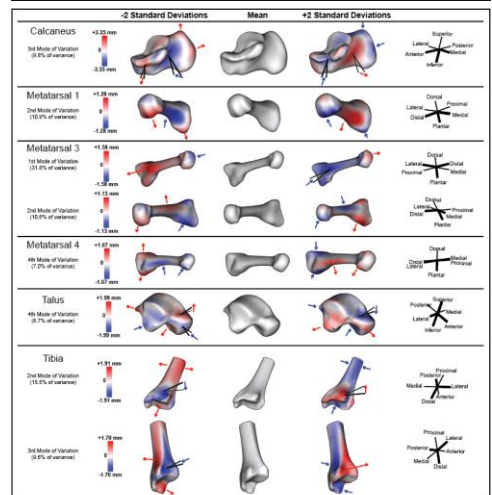 -2 Standard Deviations Mean +2 Standard Deviations
Calcaneus
3rd Mode of Variation
(9.8% of variance)
+3.35 mm
0
-3.35 mm
Superior
Lateral Posterior
Anterior Medial
Inferior
Metatarsal 1
2nd Mode of Variation
(10.9% of variance)
+1.28 mm
0
-1.28 mm
Dorsal
Lateral Proximal
Distal Medial
Plantar
Metatarsal 3
1st Mode of Variation
(31.8% of variance)
+1.58 mm
0
-1.58 mm
Dorsal
Lateral Distal
Proximal Medial
Plantar
2nd Mode of Variation
(10.6% of variance)
+1.13 mm
0
-1.13 mm
Dorsal
Lateral Proximal
Distal Medial
Plantar
Metatarsal 4
4th Mode of Variation
(7.0% of variance)
+1.07 mm
0
-1.07 mm
Dorsal
Distal Medial
Lateral Proximal
Plantar
Talus
4th Mode of Variation
(6.7% of variance)
+1.99 mm
0
-1.99 mm
Superior
Posterior
Medial
Lateral
Anterior
Inferior
Tibia
2nd Mode of Variation
(15.5% of variance)
+1.91 mm
0
-1.91 mm
Proximal
Posterior
Medial Lateral
Anterior
Distal
3rd Mode of Variation
(9.6% of variance)
+1.70 mm
0
-1.70 mm
Proximal
Lateral
Posterior Anterior
Medial
Distal